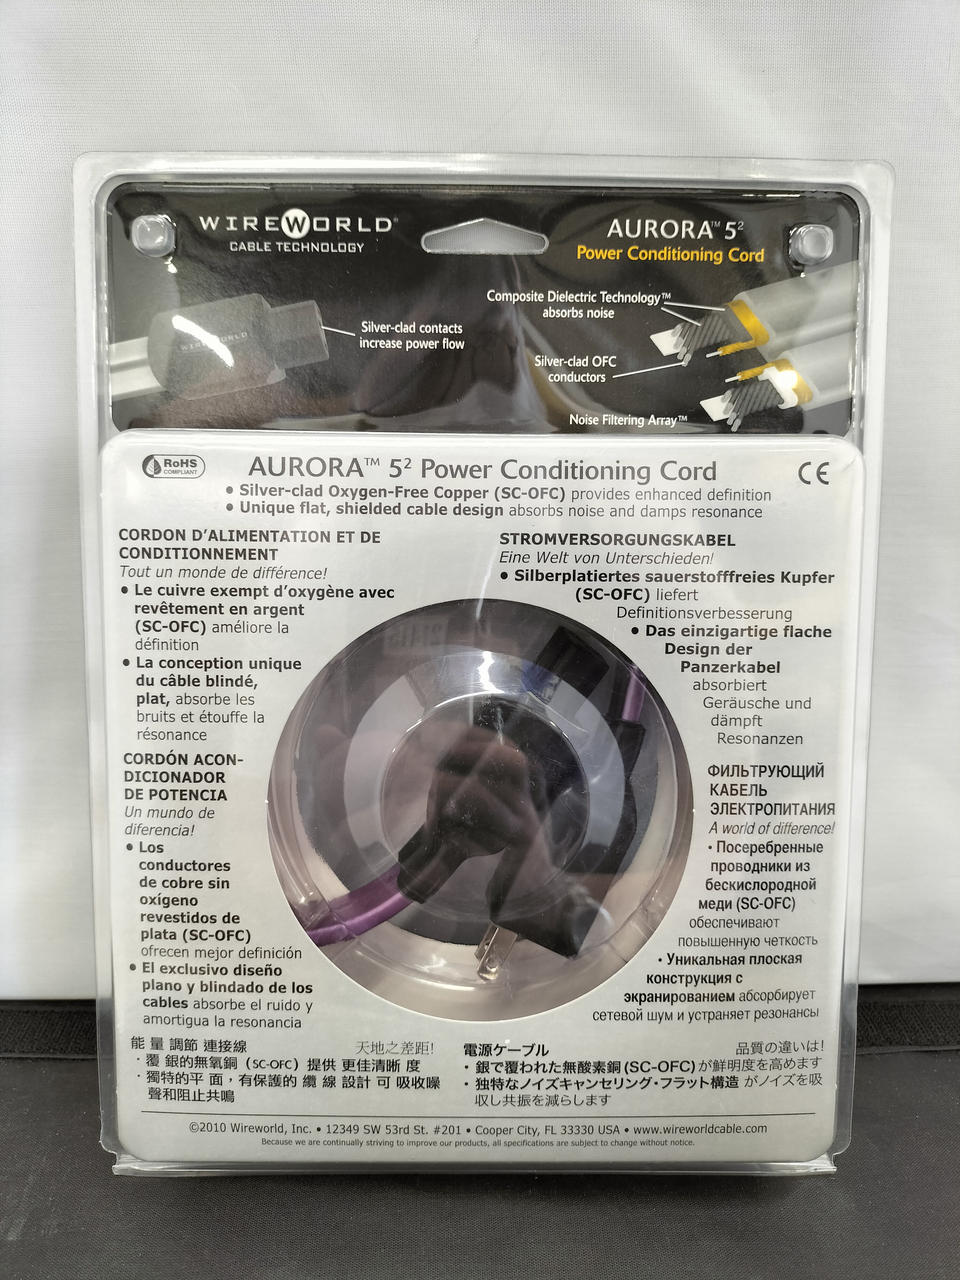 WIREWORLD®
CABLE TECHNOLOGY
AURORA™ 5²
Power Conditioning Cord
Composite Dielectric Technology™
absorbs noise
Silver-clad contacts
increase power flow
WIREWORLD
Silver-clad OFC
conductors
Noise Filtering Array™
RoHS
COMPLIANT
AURORA™ 5² Power Conditioning Cord
CE
• Silver-clad Oxygen-Free Copper (SC-OFC) provides enhanced definition
• Unique flat, shielded cable design absorbs noise and damps resonance
CORDON D'ALIMENTATION ET DE
CONDITIONNEMENT
Tout un monde de différence!
• Le cuivre exempt d'oxygène avec
revêtement en argent
(SC-OFC) améliore la
définition
• La conception unique
du câble blindé,
plat, absorbe les
bruits et étouffe la
résonance
STROMVERSORGUNGSKABEL
Eine Welt von Unterschieden!
• Silberplatiertes sauerstofffreies Kupfer
(SC-OFC) liefert
Definitionsverbesserung
• Das einzigartige flache
Design der
Panzerkabel
absorbiert
Geräusche und
dämpft
Resonanzen
CORDÓN ACON-
DICIONADOR
DE POTENCIA
Un mundo de
diferencia!
• Los
conductores
de cobre sin
oxígeno
revestidos de
plata (SC-OFC)
ofrecen mejor definición
• El exclusivo diseño
plano y blindado de los
cables absorbe el ruido y
amortigua la resonancia
ФИЛЬТРУЮЩИЙ
КАБЕЛЬ
ЭЛЕКТРОПИТАНИЯ
A world of difference!
• Посеребренные
проводники из
бескислородной
меди (SC-OFC)
обеспечивают
повышенную четкость
• Уникальная плоская
конструкция с
экранированием абсорбирует
сетевой шум и устраняет резонансы
能 量 調節 連接線 天地之差距!
· 覆 銀的無氧銅 (SC-OFC) 提供 更佳清晰 度
· 獨特的平 面，有保護的 纜 線 設計 可 吸收噪
聲和阻止共鳴
電源ケーブル 品質の違いは!
・銀で覆われた無酸素銅(SC-OFC)が鮮明度を高めます
・独特なノイズキャンセリング・フラット構造 がノイズを吸
収し共振を減らします
©2010 Wireworld, Inc. • 12349 SW 53rd St. #201 • Cooper City, FL 33330 USA • www.wireworldcable.com
Because we are continually striving to improve our products, all specifications are subject to change without notice.